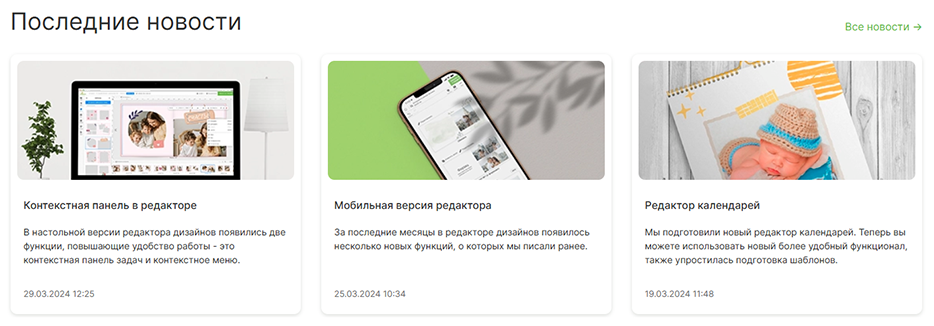 Последние новости
Все новости →
Контекстная панель в редакторе
В настольной версии редактора дизайнов появились две
функции, повышающие удобство работы - это
контекстная панель задач и контекстное меню.
29.03.2024 12:25
Мобильная версия редактора
За последние месяцы в редакторе дизайнов появилось
несколько новых функций, о которых мы писали ранее.
25.03.2024 10:34
Редактор календарей
Мы подготовили новый редактор календарей. Теперь вы
можете использовать новый более удобный функционал,
также упростилась подготовка шаблонов.
19.03.2024 11:48